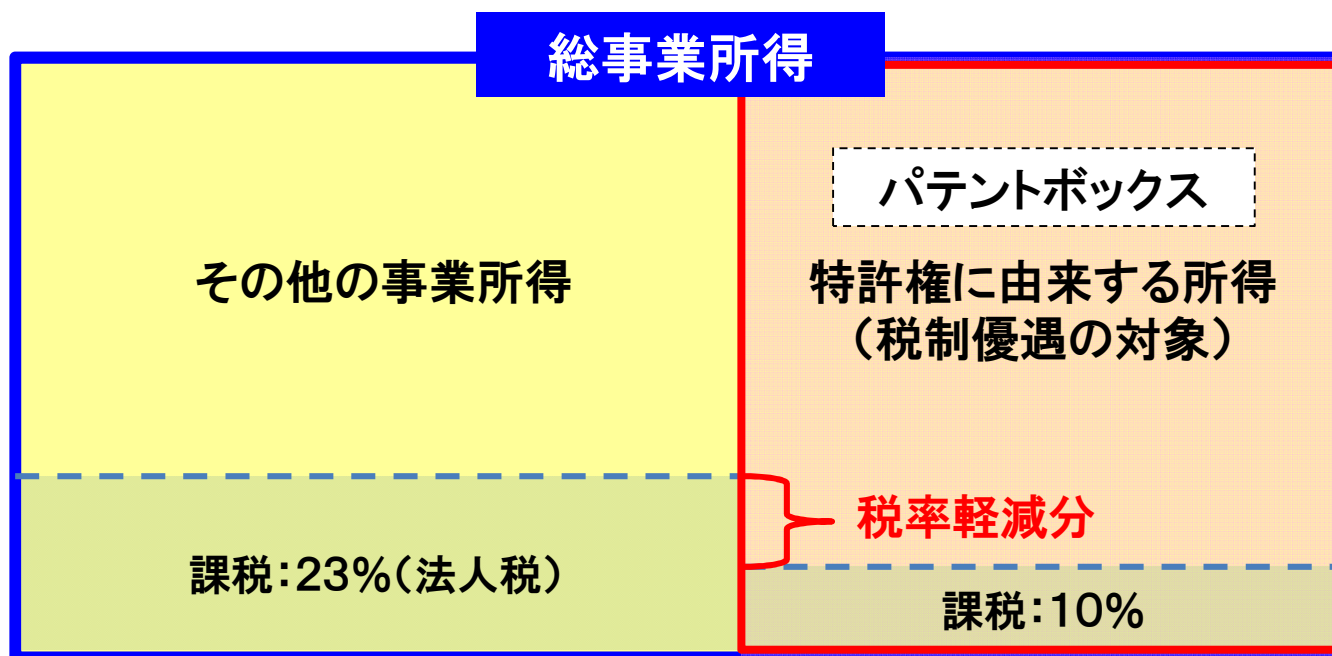 総事業所得
その他の事業所得
課税：23%（法人税）
パテントボックス
特許権に由来する所得
（税制優遇の対象）
税率軽減分
課税：10%